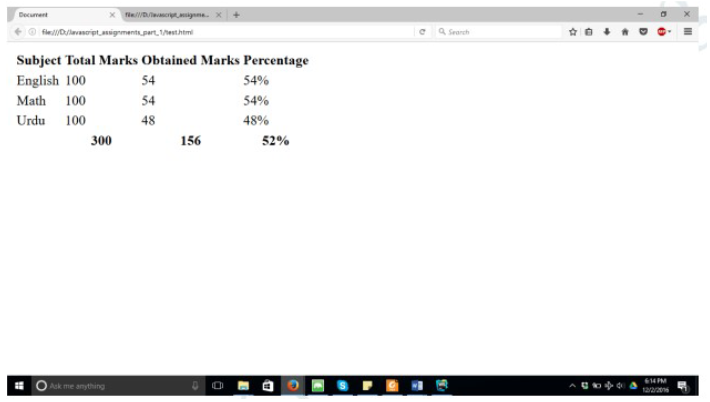 Document file:///D:/Javascript_assignme...
file:///D:/Javascript_assignments_part_1/test.html Search
Subject Total Marks Obtained Marks Percentage
English 100 54 54%
Math 100 54 54%
Urdu 100 48 48%
300 156 52%
Ask me anything 6:14 PM
12/2/2016